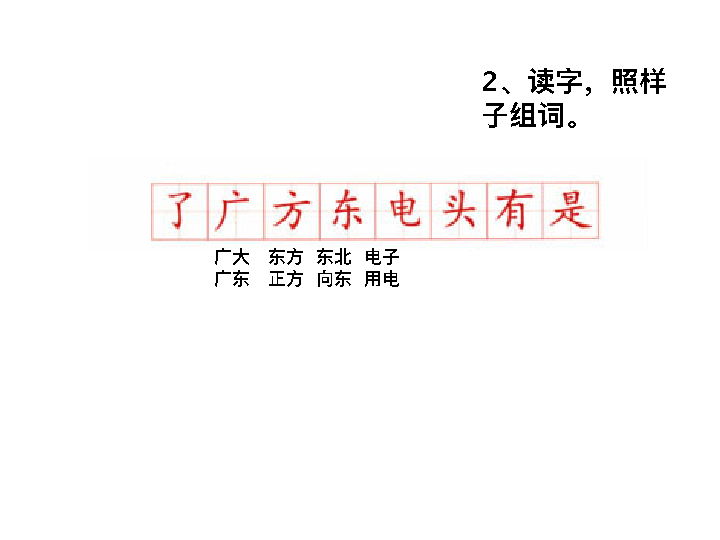 2、读字，照样
子组词。
了广方东电头有是
广大 东方 东北 电子
广东 正方 向东 用电